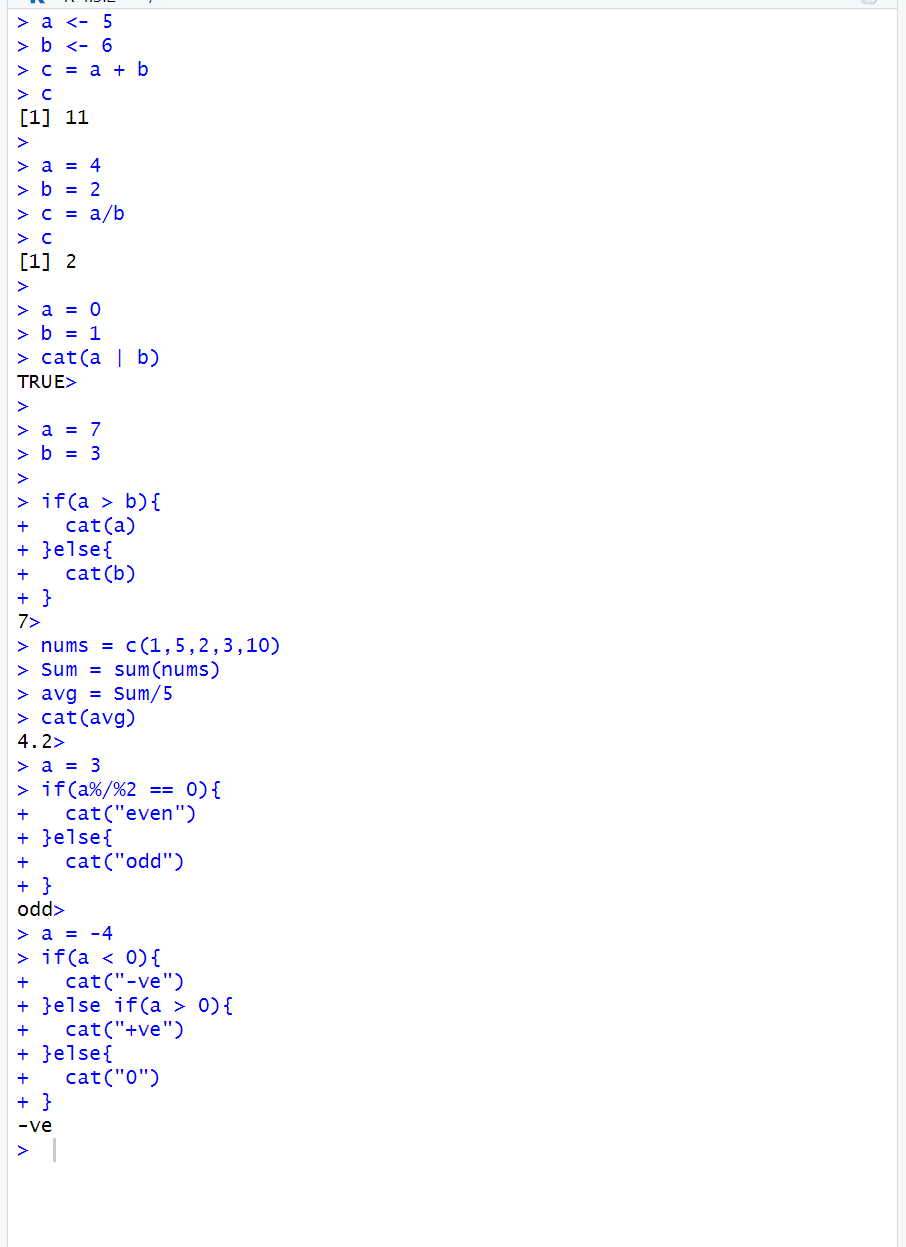 > a <- 5
> b <- 6
> c = a + b
> c
[1] 11
>
> a = 4
> b = 2
> c = a/b
> c
[1] 2
>
> a = 0
> b = 1
> cat(a | b)
TRUE>
>
> a = 7
> b = 3
>
> if(a > b){
+   cat(a)
+ }else{
+   cat(b)
+ }
7>
> nums = c(1,5,2,3,10)
> Sum = sum(nums)
> avg = Sum/5
> cat(avg)
4.2>
> a = 3
> if(a%/%2 == 0){
+   cat("even")
+ }else{
+   cat("odd")
+ }
odd>
> a = -4
> if(a < 0){
+   cat("-ve")
+ }else if(a > 0){
+   cat("+ve")
+ }else{
+   cat("0")
+ }
-ve
>